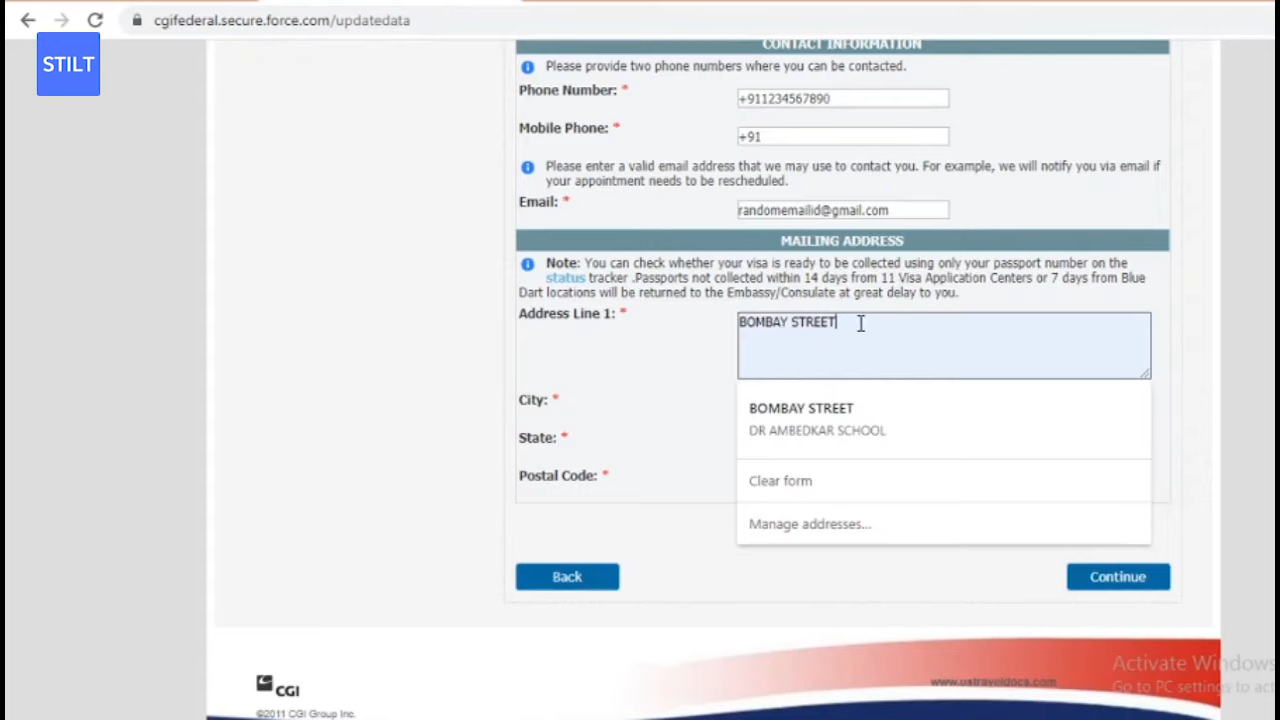 cgifederal.secure.force.com/updatedata
STILT
CONTACT INFORMATION
Please provide two phone numbers where you can be contacted.
Phone Number: *
+911234567890
Mobile Phone: *
+91
Please enter a valid email address that we may use to contact you. For example, we will notify you via email if
your appointment needs to be rescheduled.
Email: *
randomemailid@gmail.com
MAILING ADDRESS
Note: You can check whether your visa is ready to be collected using only your passport number on the
status tracker .Passports not collected within 14 days from 11 Visa Application Centers or 7 days from Blue
Dart locations will be returned to the Embassy/Consulate at great delay to you.
Address Line 1: *
BOMBAY STREET
City: *
BOMBAY STREET
DR AMBEDKAR SCHOOL
State: *
Postal Code: *
Clear form
Manage addresses...
Back
Continue
Activate Windows
Go to PC settings to act
www.ustraveldocs.com
CGI
©2011 CGI Group Inc.